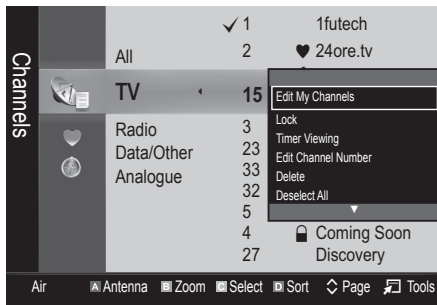 Channels
1 1futech
All 2 24ore.tv
TV 15
Edit My Channels
Lock
Timer Viewing
Edit Channel Number
Delete
Deselect All
Radio 3
Data/Other 23
Analogue 33
32
5
4 Coming Soon
27 Discovery
Air A Antenna B Zoom C Select D Sort Page Tools